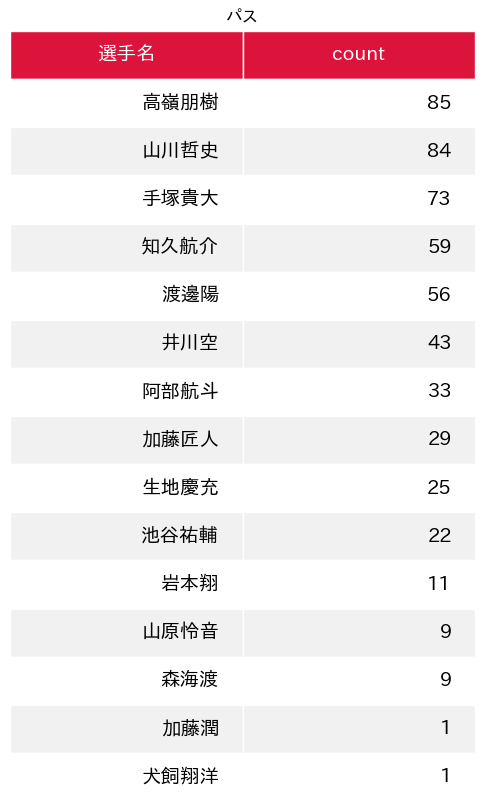 パス
選手名 count
高嶺朋樹 85
山川哲史 84
手塚貴大 73
知久航介 59
渡邊陽 56
井川空 43
阿部航斗 33
加藤匠人 29
生地慶充 25
池谷祐輔 22
岩本翔 11
山原怜音 9
森海渡 9
加藤潤 1
犬飼翔洋 1